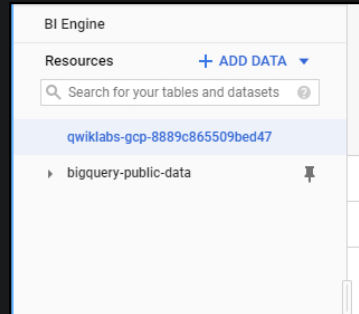 BI Engine
Resources + ADD DATA
Search for your tables and datasets ?
qwiklabs-gcp-8889c865509bed47
bigquery-public-data